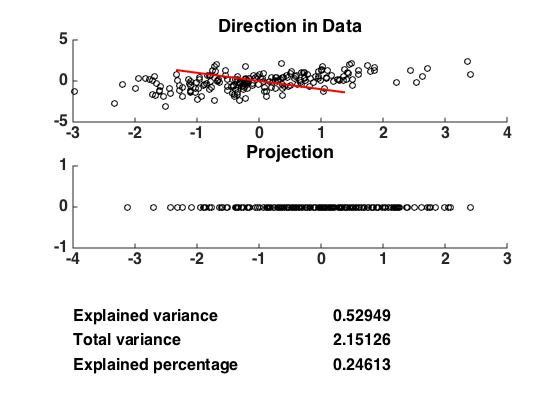 Direction in Data
5
0
-5
-3 -2 -1 0 1 2 3 4
Projection
1
0
-1
-4 -3 -2 -1 0 1 2 3
Explained variance 0.52949
Total variance 2.15126
Explained percentage 0.24613